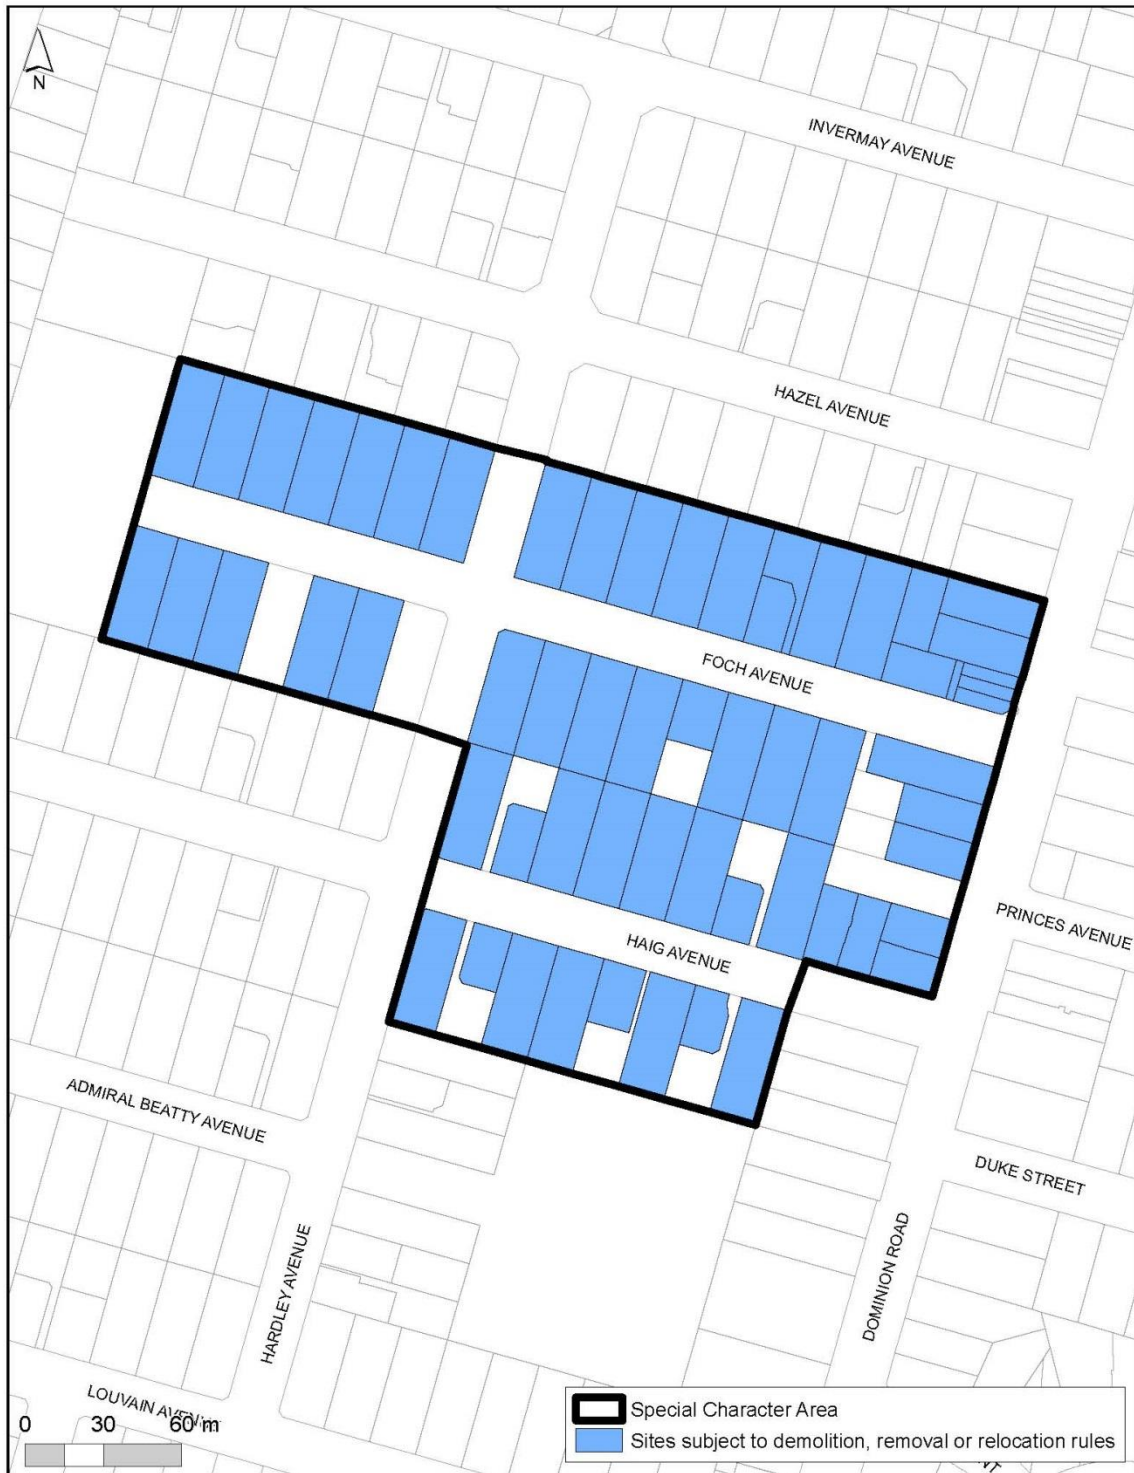 N
INVERMAY AVENUE
HAZEL AVENUE
FOCH AVENUE
PRINCES AVENUE
HAIG AVENUE
ADMIRAL BEATTY AVENUE
DUKE STREET
HARDLEY AVENUE
DOMINION ROAD
LOUVAIN
0 30 60 m
Special Character Area
Sites subject to demolition, removal or relocation rules